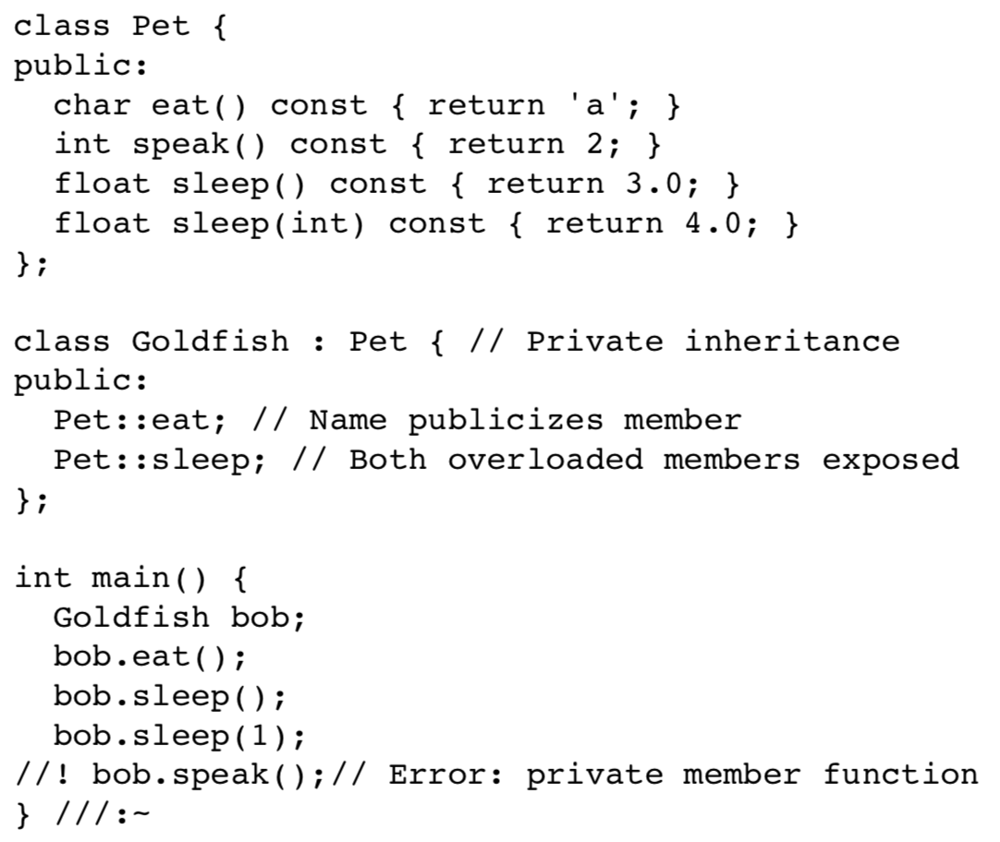 class Pet {
public:
  char eat() const { return 'a'; }
  int speak() const { return 2; }
  float sleep() const { return 3.0; }
  float sleep(int) const { return 4.0; }
};

class Goldfish : Pet { // Private inheritance
public:
  Pet::eat; // Name publicizes member
  Pet::sleep; // Both overloaded members exposed
};

int main() {
  Goldfish bob;
  bob.eat();
  bob.sleep();
  bob.sleep(1);
//! bob.speak();// Error: private member function
} ///:~